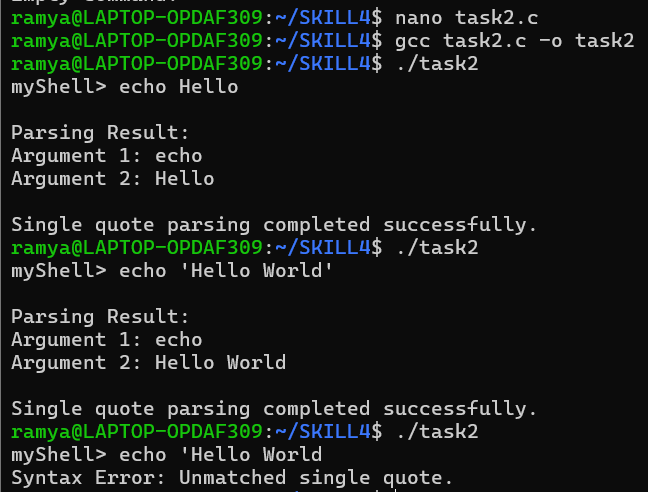 Empty Command.
ramya@LAPTOP-OPDAF309:~/SKILL4$ nano task2.c
ramya@LAPTOP-OPDAF309:~/SKILL4$ gcc task2.c -o task2
ramya@LAPTOP-OPDAF309:~/SKILL4$ ./task2
myShell> echo Hello
Parsing Result:
Argument 1: echo
Argument 2: Hello
Single quote parsing completed successfully.
ramya@LAPTOP-OPDAF309:~/SKILL4$ ./task2
myShell> echo 'Hello World'
Parsing Result:
Argument 1: echo
Argument 2: Hello World
Single quote parsing completed successfully.
ramya@LAPTOP-OPDAF309:~/SKILL4$ ./task2
myShell> echo 'Hello World
Syntax Error: Unmatched single quote.